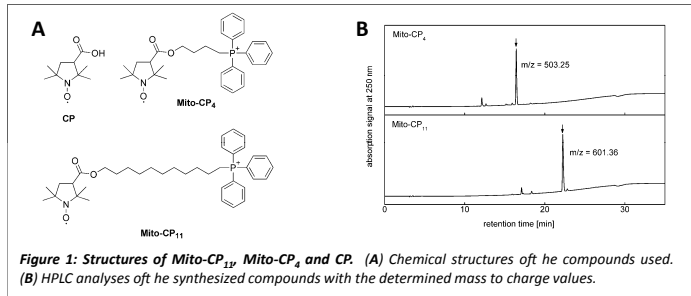 A
B
O
OH
N
O
CP
O
O
P+
N
O
Mito-CP4
O
O
P+
N
O
Mito-CP11
absorption signal at 250 nm
Mito-CP4
m/z = 503.25
Mito-CP11
m/z = 601.36
0 10 20 30
retention time [min]
Figure 1: Structures of Mito-CP11, Mito-CP4 and CP. (A) Chemical structures oft he compounds used.
(B) HPLC analyses oft he synthesized compounds with the determined mass to charge values.